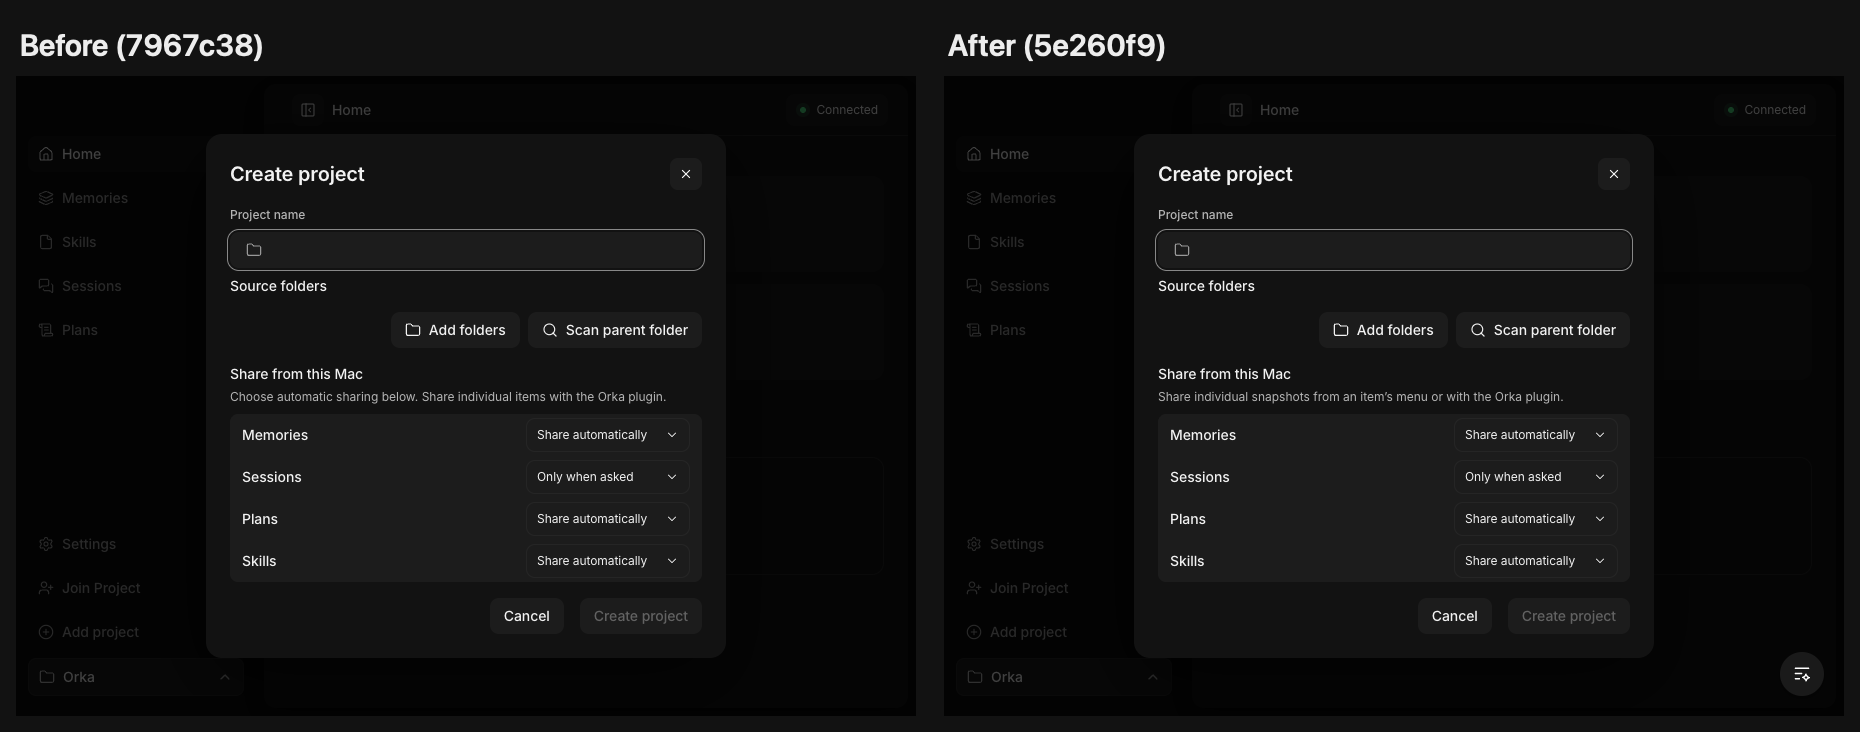 Before (7967c38)
Home
Connected
Home
Memories
Skills
Sessions
Plans
Settings
Join Project
Add project
Orka
Create project
Project name
Source folders
Add folders
Scan parent folder
Share from this Mac
Choose automatic sharing below. Share individual items with the Orka plugin.
Memories
Share automatically
Sessions
Only when asked
Plans
Share automatically
Skills
Share automatically
Cancel
Create project
After (5e260f9)
Home
Connected
Home
Memories
Skills
Sessions
Plans
Settings
Join Project
Add project
Orka
Create project
Project name
Source folders
Add folders
Scan parent folder
Share from this Mac
Share individual snapshots from an item’s menu or with the Orka plugin.
Memories
Share automatically
Sessions
Only when asked
Plans
Share automatically
Skills
Share automatically
Cancel
Create project